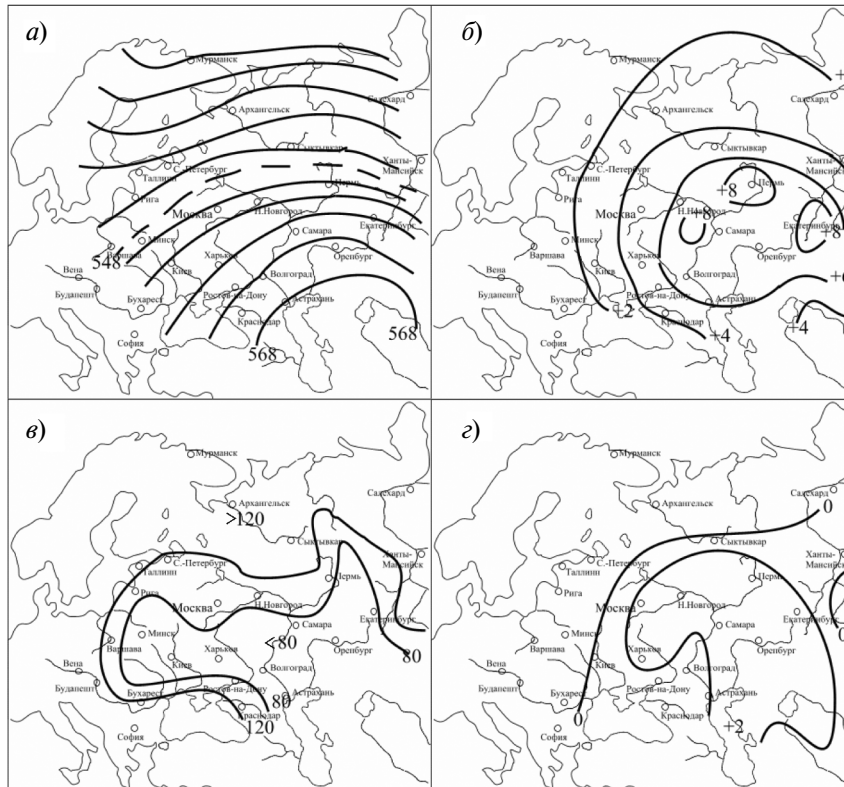 а)
Мурманск
Архангельск
Сыктывкар
Салехард
Ханты-
Мансийск
С.-Петербург
Таллинн
Рига
Пермь
Москва
Н.Новгород
Екатеринбург
Минск
Варшава
548
Самара
Вена
Киев
Харьков
Оренбург
Будапешт
Волгоград
Бухарест
Ростов-на-Дону
Астрахань
Краснодар
София
568
568
б)
Мурманск
Салехард
Архангельск
Сыктывкар
Ханты-
Мансийск
С.-Петербург
Таллинн
Рига
+8
Пермь
Москва
Н.Новгород
+8
Екатеринбург
+8
Минск
Варшава
Самара
Вена
Киев
Харьков
Оренбург
Будапешт
Волгоград
Бухарест
Ростов-на-Дону
Астрахань
+2
Краснодар
+4
+4
София
в)
Мурманск
Салехард
Архангельск
>120
Сыктывкар
Ханты-
Мансийск
С.-Петербург
Таллинн
Рига
Пермь
Москва
Н.Новгород
Екатеринбург
Минск
Варшава
Самара
<80
80
Вена
Киев
Харьков
Оренбург
Будапешт
Волгоград
Бухарест
Ростов-на-Дону
Астрахань
80
Краснодар
120
София
г)
Мурманск
Салехард
0
Архангельск
Сыктывкар
Ханты-
Мансийск
С.-Петербург
Таллинн
Рига
Пермь
Москва
Н.Новгород
Екатеринбург
Минск
Варшава
Самара
Вена
Киев
Харьков
Оренбург
Будапешт
Волгоград
Бухарест
Ростов-на-Дону
Астрахань
0
Краснодар
+2
София